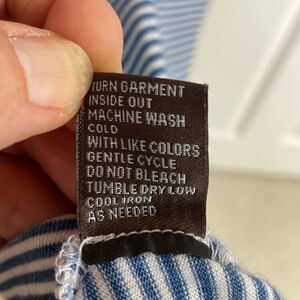 TURN GARMENT
INSIDE OUT
MACHINE WASH
COLD
WITH LIKE COLORS
GENTLE CYCLE
DO NOT BLEACH
TUMBLE DRY LOW
COOL IRON
AS NEEDED